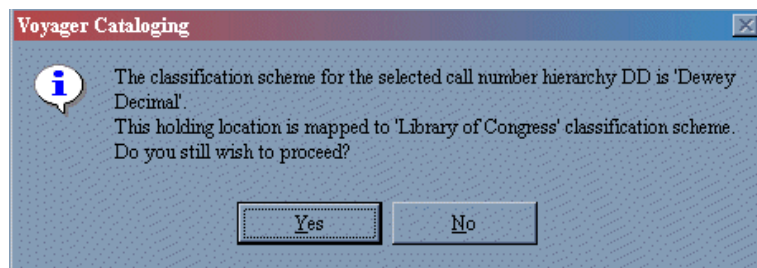 Voyager Cataloging
The classification scheme for the selected call number hierarchy DD is 'Dewey
Decimal'.
This holding location is mapped to 'Library of Congress' classification scheme.
Do you still wish to proceed?
Yes No